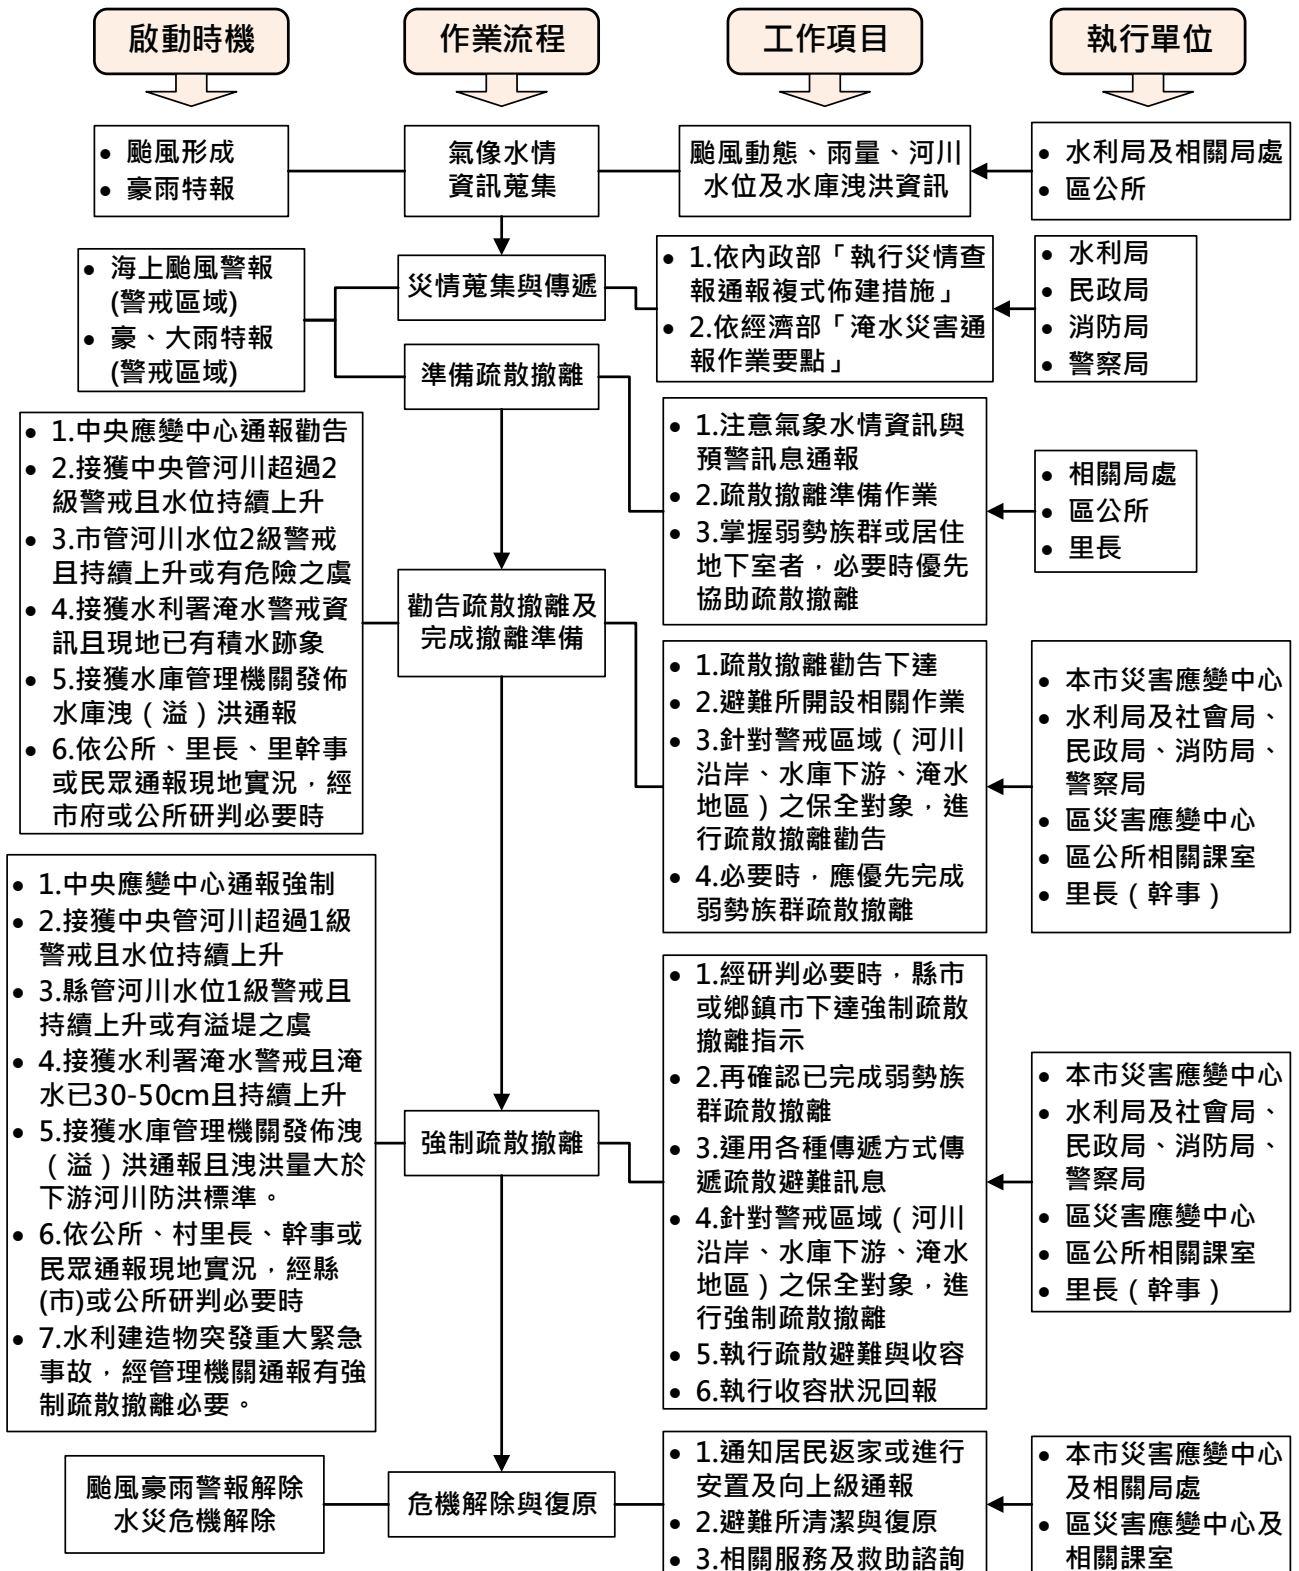 啟動時機
作業流程
工作項目
執行單位
• 颱風形成
• 豪雨特報
氣像水情
資訊蒐集
颱風動態、雨量、河川
水位及水庫洩洪資訊
• 水利局及相關局處
• 區公所
• 海上颱風警報
(警戒區域)
• 豪、大雨特報
(警戒區域)
災情蒐集與傳遞
• 1.依內政部「執行災情查
報通報複式佈建措施」
• 2.依經濟部「淹水災害通
報作業要點」
• 水利局
• 民政局
• 消防局
• 警察局
準備疏散撤離
• 1.注意氣象水情資訊與
預警訊息通報
• 2.疏散撤離準備作業
• 3.掌握弱勢族群或居住
地下室者，必要時優先
協助疏散撤離
• 相關局處
• 區公所
• 里長
• 1.中央應變中心通報勸告
• 2.接獲中央管河川超過2
級警戒且水位持續上升
• 3.市管河川水位2級警戒
且持續上升或有危險之虞
• 4.接獲水利署淹水警戒資
訊且現地已有積水跡象
• 5.接獲水庫管理機關發佈
水庫洩（溢）洪通報
• 6.依公所、里長、里幹事
或民眾通報現地實況，經
市府或公所研判必要時
勸告疏散撤離及
完成撤離準備
• 1.疏散撤離勸告下達
• 2.避難所開設相關作業
• 3.針對警戒區域（河川
沿岸、水庫下游、淹水
地區）之保全對象，進
行疏散撤離勸告
• 4.必要時，應優先完成
弱勢族群疏散撤離
• 本市災害應變中心
• 水利局及社會局、
民政局、消防局、
警察局
• 區災害應變中心
• 區公所相關課室
• 里長（幹事）
• 1.中央應變中心通報強制
• 2.接獲中央管河川超過1級
警戒且水位持續上升
• 3.縣管河川水位1級警戒且
持續上升或有溢堤之虞
• 4.接獲水利署淹水警戒且淹
水已30-50cm且持續上升
• 5.接獲水庫管理機關發佈洩
（溢）洪通報且洩洪量大於
下游河川防洪標準。
• 6.依公所、村里長、幹事或
民眾通報現地實況，經縣
(市)或公所研判必要時
• 7.水利建造物突發重大緊急
事故，經管理機關通報有強
制疏散撤離必要。
強制疏散撤離
• 1.經研判必要時，縣市
或鄉鎮市下達強制疏散
撤離指示
• 2.再確認已完成弱勢族
群疏散撤離
• 3.運用各種傳遞方式傳
遞疏散避難訊息
• 4.針對警戒區域（河川
沿岸、水庫下游、淹水
地區）之保全對象，進
行強制疏散撤離
• 5.執行疏散避難與收容
• 6.執行收容狀況回報
• 本市災害應變中心
• 水利局及社會局、
民政局、消防局、
警察局
• 區災害應變中心
• 區公所相關課室
• 里長（幹事）
颱風豪雨警報解除
水災危機解除
危機解除與復原
• 1.通知居民返家或進行
安置及向上級通報
• 2.避難所清潔與復原
• 3.相關服務及救助諮詢
• 本市災害應變中心
及相關局處
• 區災害應變中心及
相關課室